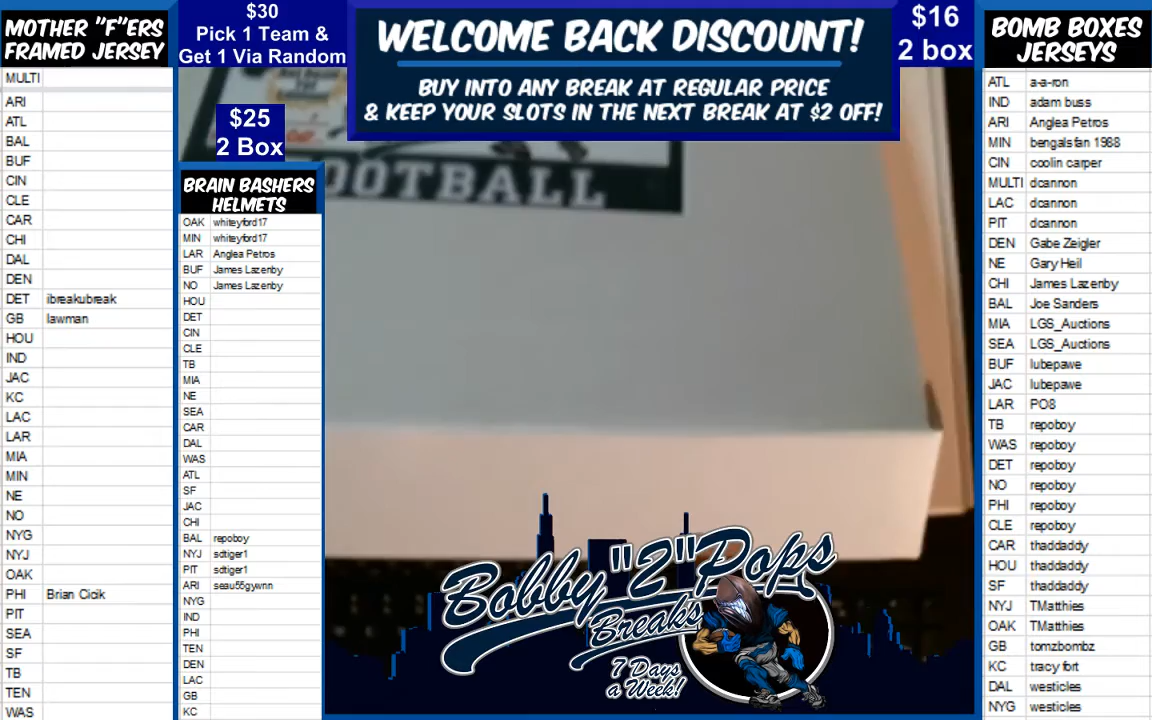 MOTHER "F"ERS
FRAMED JERSEY
MULTI
ARI
ATL
BAL
BUF
CIN
CLE
CAR
CHI
DAL
DEN
DET ibreakubreak
GB lawman
HOU
IND
JAC
KC
LAC
LAR
MIA
MIN
NE
NO
NYG
NYJ
OAK
PHI Brian Cicik
PIT
SEA
SF
TB
TEN
WAS
$30
Pick 1 Team &
Get 1 Via Random
$25
2 Box
BRAIN BASHERS
HELMETS
OAK whiteyford17
MIN whiteyford17
LAR Anglea Petros
BUF James Lazenby
NO James Lazenby
HOU
DET
CIN
CLE
TB
MIA
NE
SEA
CAR
DAL
WAS
ATL
SF
JAC
CHI
BAL repoboy
NYJ sdtiger1
PIT sdtiger1
ARI seau55gywnn
NYG
IND
PHI
TEN
DEN
LAC
GB
KC
WELCOME BACK DISCOUNT!
BUY INTO ANY BREAK AT REGULAR PRICE
& KEEP YOUR SLOTS IN THE NEXT BREAK AT $2 OFF!
FOOTBALL
Bobby "2" Pops
Breaks
7 Days
a Week!
$16
2 box
BOMB BOXES
JERSEYS
ATL a-a-ron
IND adam buss
ARI Anglea Petros
MIN bengalsfan 1988
CIN coolin carper
MULTI dcannon
LAC dcannon
PIT dcannon
DEN Gabe Zeigler
NE Gary Heil
CHI James Lazenby
BAL Joe Sanders
MIA LGS_Auctions
SEA LGS_Auctions
BUF lubepawe
JAC lubepawe
LAR PO8
TB repoboy
WAS repoboy
DET repoboy
NO repoboy
PHI repoboy
CLE repoboy
CAR thaddaddy
HOU thaddaddy
SF thaddaddy
NYJ TMatthies
OAK TMatthies
GB tomzbombz
KC tracy fort
DAL westicles
NYG westicles